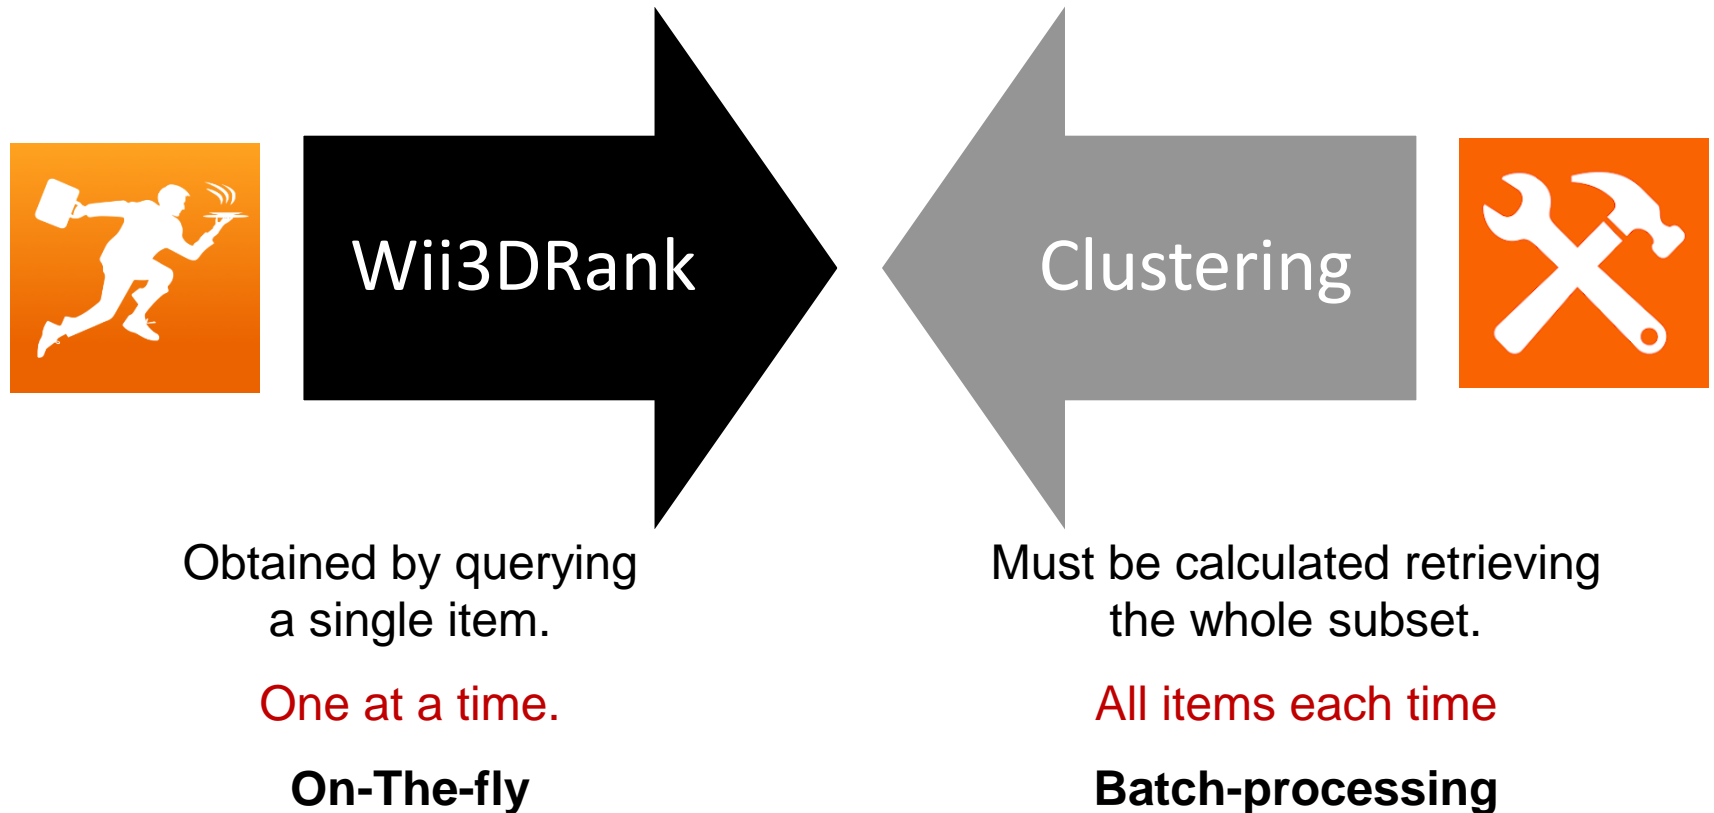 Wii3DRank
Clustering
Obtained by querying
a single item.
One at a time.
On-The-fly
Must be calculated retrieving
the whole subset.
All items each time
Batch-processing